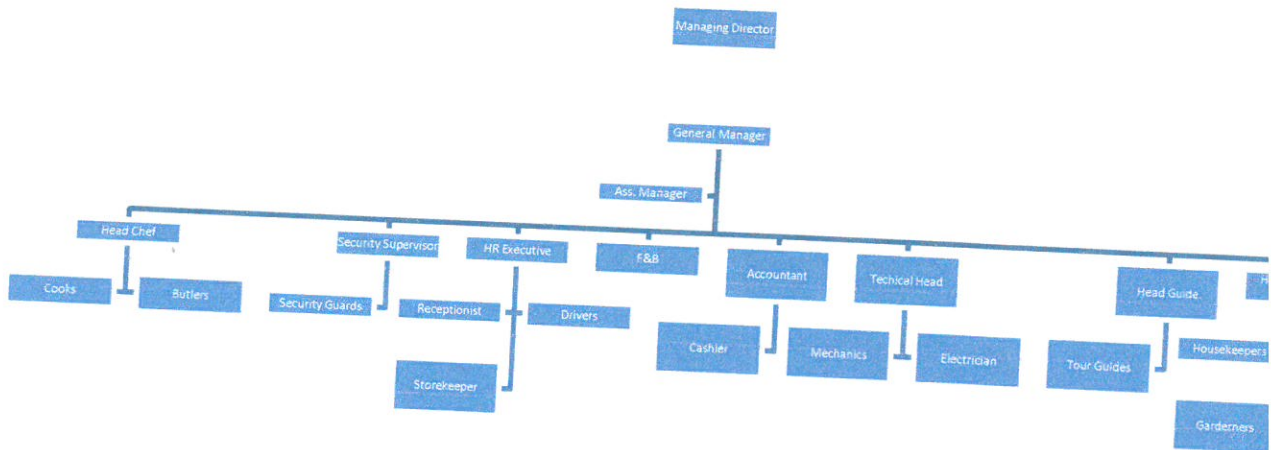 Managing Director
General Manager
Ass. Manager
Head Chef
Security Supervisor
HR Executive
F&B
Accountant
Techical Head
Head Guide.
H
Cooks
Butlers
Security Guards
Receptionist
Drivers
Cashier
Mechanics
Electrician
Tour Guides
Housekeepers
Storekeeper
Garderners